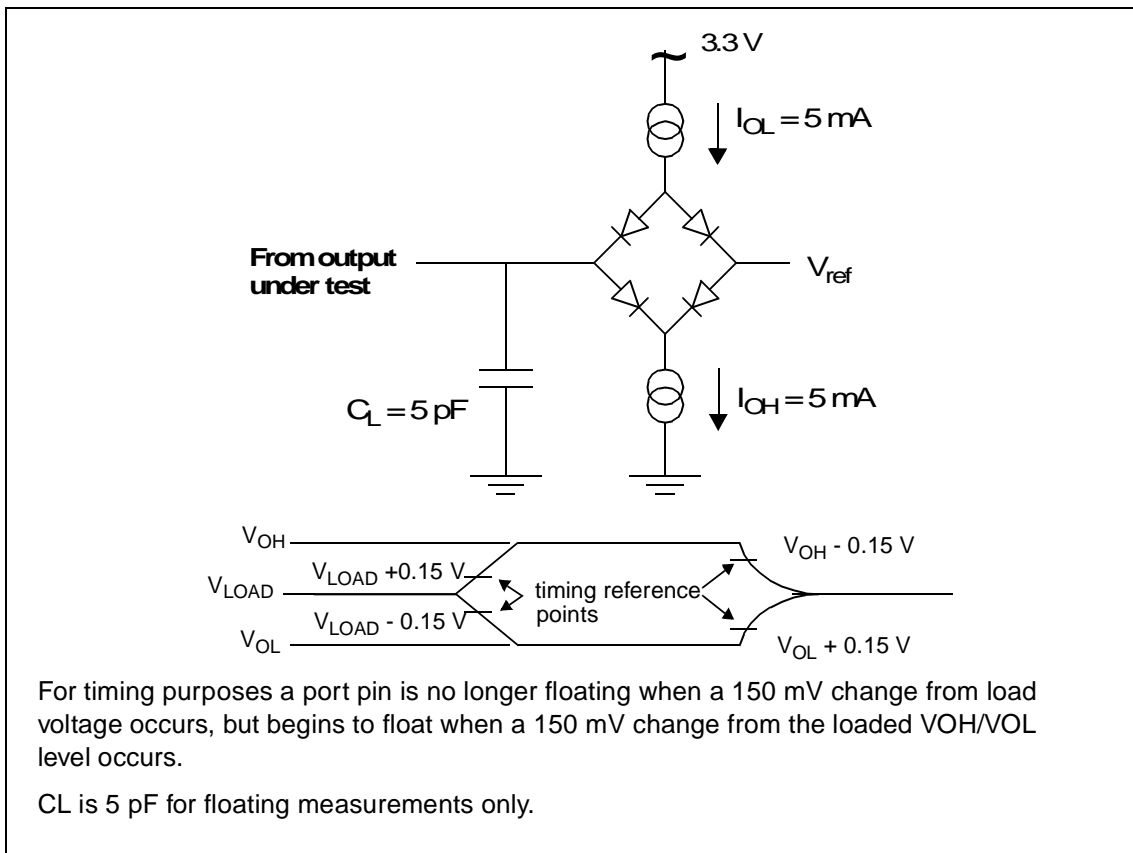 3.3 V
I_OL = 5 mA
From output
under test
V_ref
C_L = 5 pF
I_OH = 5 mA
V_OH
V_OH - 0.15 V
V_LOAD +0.15 V
V_LOAD
timing reference
points
V_LOAD - 0.15 V
V_OL
V_OL + 0.15 V
For timing purposes a port pin is no longer floating when a 150 mV change from load
voltage occurs, but begins to float when a 150 mV change from the loaded VOH/VOL
level occurs.
CL is 5 pF for floating measurements only.